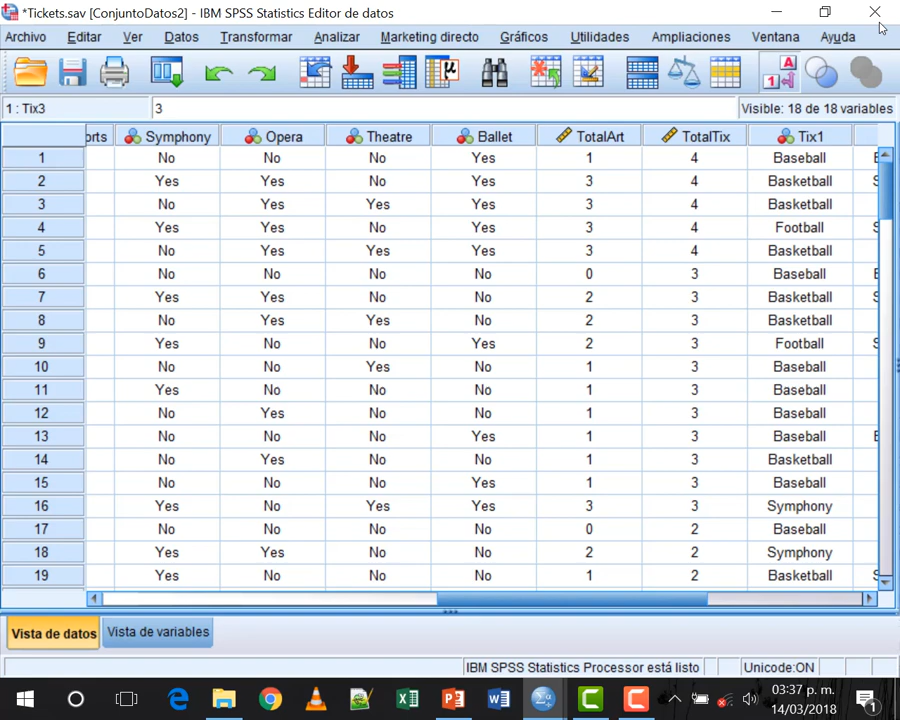 *Tickets.sav [ConjuntoDatos2] - IBM SPSS Statistics Editor de datos
Archivo Editar Ver Datos Transformar Analizar Marketing directo Gráficos Utilidades Ampliaciones Ventana Ayuda
1 : Tix3 3 Visible: 18 de 18 variables
orts Symphony Opera Theatre Ballet TotalArt TotalTix Tix1
1 No No No Yes 1 4 Baseball
2 Yes Yes No Yes 3 4 Basketball
3 No Yes Yes Yes 3 4 Basketball
4 Yes Yes No Yes 3 4 Football
5 No Yes Yes Yes 3 4 Basketball
6 No No No No 0 3 Baseball
7 Yes Yes No No 2 3 Basketball
8 No Yes Yes No 2 3 Basketball
9 Yes No No Yes 2 3 Football
10 No No Yes No 1 3 Baseball
11 Yes No No No 1 3 Baseball
12 No Yes No No 1 3 Baseball
13 No No No Yes 1 3 Baseball
14 No Yes No No 1 3 Basketball
15 No No No Yes 1 3 Baseball
16 Yes No Yes Yes 3 3 Symphony
17 No No No No 0 2 Baseball
18 Yes Yes No No 2 2 Symphony
19 Yes No No No 1 2 Basketball
Vista de datos Vista de variables
IBM SPSS Statistics Processor está listo Unicode:ON
03:37 p. m.
14/03/2018
1